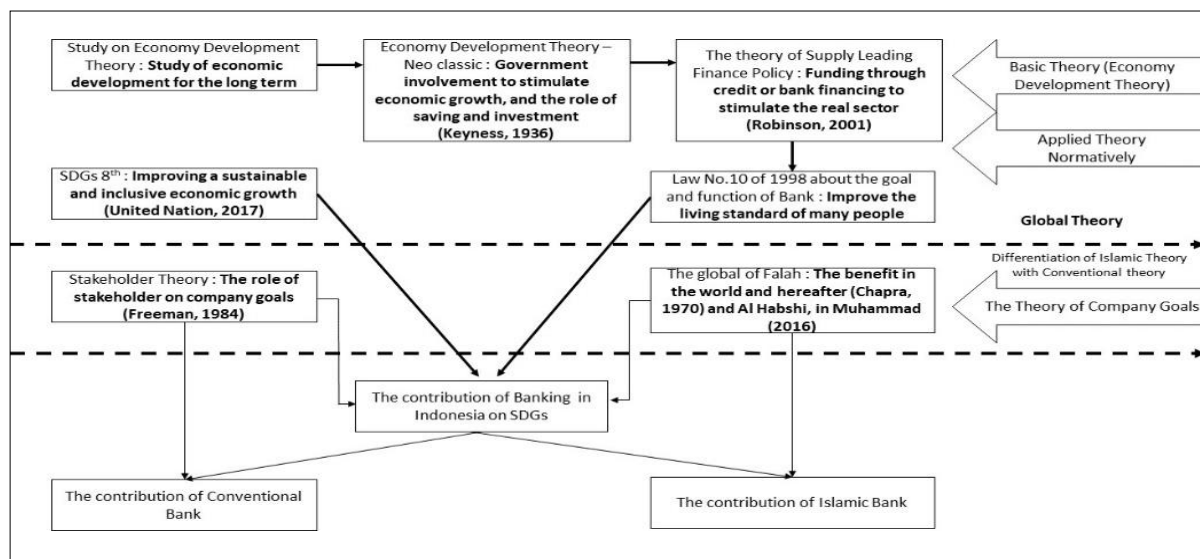 Study on Economy Development
Theory : Study of economic
development for the long term
Economy Development Theory –
Neo classic : Government
involvement to stimulate
economic growth, and the role of
saving and investment
(Keyness, 1936)
The theory of Supply Leading
Finance Policy : Funding through
credit or bank financing to
stimulate the real sector
(Robinson, 2001)
Basic Theory (Economy
Development Theory)
Applied Theory
Normatively
SDGs 8th : Improving a sustainable
and inclusive economic growth
(United Nation, 2017)
Law No.10 of 1998 about the goal
and function of Bank : Improve the
living standard of many people
Global Theory
Differentiation of Islamic Theory
with Conventional theory
Stakeholder Theory : The role of
stakeholder on company goals
(Freeman, 1984)
The global of Falah : The benefit in
the world and hereafter (Chapra,
1970) and Al Habshi, in Muhammad
(2016)
The Theory of Company Goals
The contribution of Banking in
Indonesia on SDGs
The contribution of Conventional
Bank
The contribution of Islamic Bank